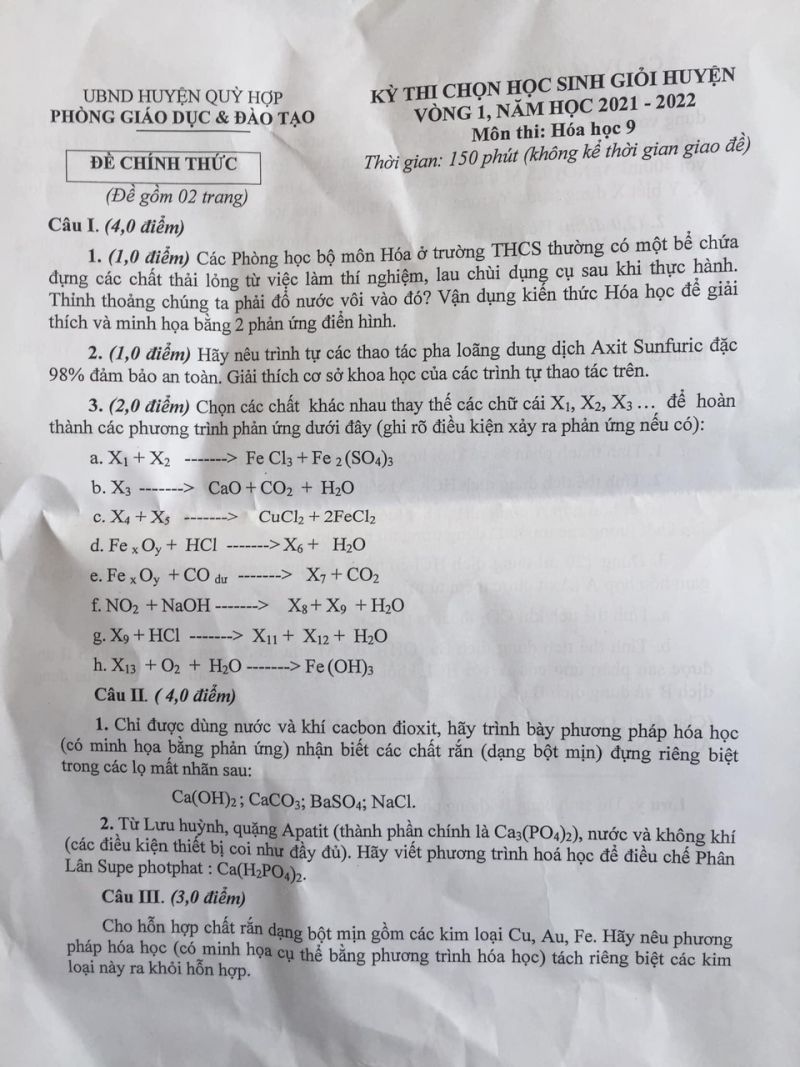 UBND HUYỆN QUỲ HỢP
PHÒNG GIÁO DỤC & ĐÀO TẠO
ĐỀ CHÍNH THỨC
(Đề gồm 02 trang)
KỲ THI CHỌN HỌC SINH GIỎI HUYỆN
VÒNG 1, NĂM HỌC 2021 - 2022
Môn thi: Hóa học 9
Thời gian: 150 phút (không kể thời gian giao đề)
Câu I. (4,0 điểm)
1. (1,0 điểm) Các Phòng học bộ môn Hóa ở trường THCS thường có một bể chứa
đựng các chất thải lỏng từ việc làm thí nghiệm, lau chùi dụng cụ sau khi thực hành.
Thỉnh thoảng chúng ta phải đổ nước vôi vào đó? Vận dụng kiến thức Hóa học để giải
thích và minh họa bằng 2 phản ứng điển hình.
2. (1,0 điểm) Hãy nêu trình tự các thao tác pha loãng dung dịch Axit Sunfuric đặc
98% đảm bảo an toàn. Giải thích cơ sở khoa học của các trình tự thao tác trên.
3. (2,0 điểm) Chọn các chất khác nhau thay thế các chữ cái X₁, X₂, X₃ ... để hoàn
thành các phương trình phản ứng dưới đây (ghi rõ điều kiện xảy ra phản ứng nếu có):
a. X₁ + X₂ -------> Fe Cl₃ + Fe ₂ (SO₄)₃
b. X₃ -------> CaO + CO₂ + H₂O
c. X₄ + X₅ -------> CuCl₂ + 2FeCl₂
d. Fe ₓ Oᵧ + HCl -------> X₆ + H₂O
e. Fe ₓ Oᵧ + CO dư -------> X₇ + CO₂
f. NO₂ + NaOH -------> X₈ + X₉ + H₂O
g. X₉ + HCl -------> X₁₁ + X₁₂ + H₂O
h. X₁₃ + O₂ + H₂O -------> Fe (OH)₃
Câu II. ( 4,0 điểm)
1. Chỉ được dùng nước và khí cacbon đioxit, hãy trình bày phương pháp hóa học
(có minh họa bằng phản ứng) nhận biết các chất rắn (dạng bột mịn) đựng riêng biệt
trong các lọ mất nhãn sau:
Ca(OH)₂ ; CaCO₃; BaSO₄; NaCl.
2. Từ Lưu huỳnh, quặng Apatit (thành phần chính là Ca₃(PO₄)₂), nước và không khí
(các điều kiện thiết bị coi như đầy đủ). Hãy viết phương trình hoá học để điều chế Phân
Lân Supe photphat : Ca(H₂PO₄)₂.
Câu III. (3,0 điểm)
Cho hỗn hợp chất rắn dạng bột mịn gồm các kim loại Cu, Au, Fe. Hãy nêu phương
pháp hóa học (có minh họa cụ thể bằng phương trình hóa học) tách riêng biệt các kim
loại này ra khỏi hỗn hợp.